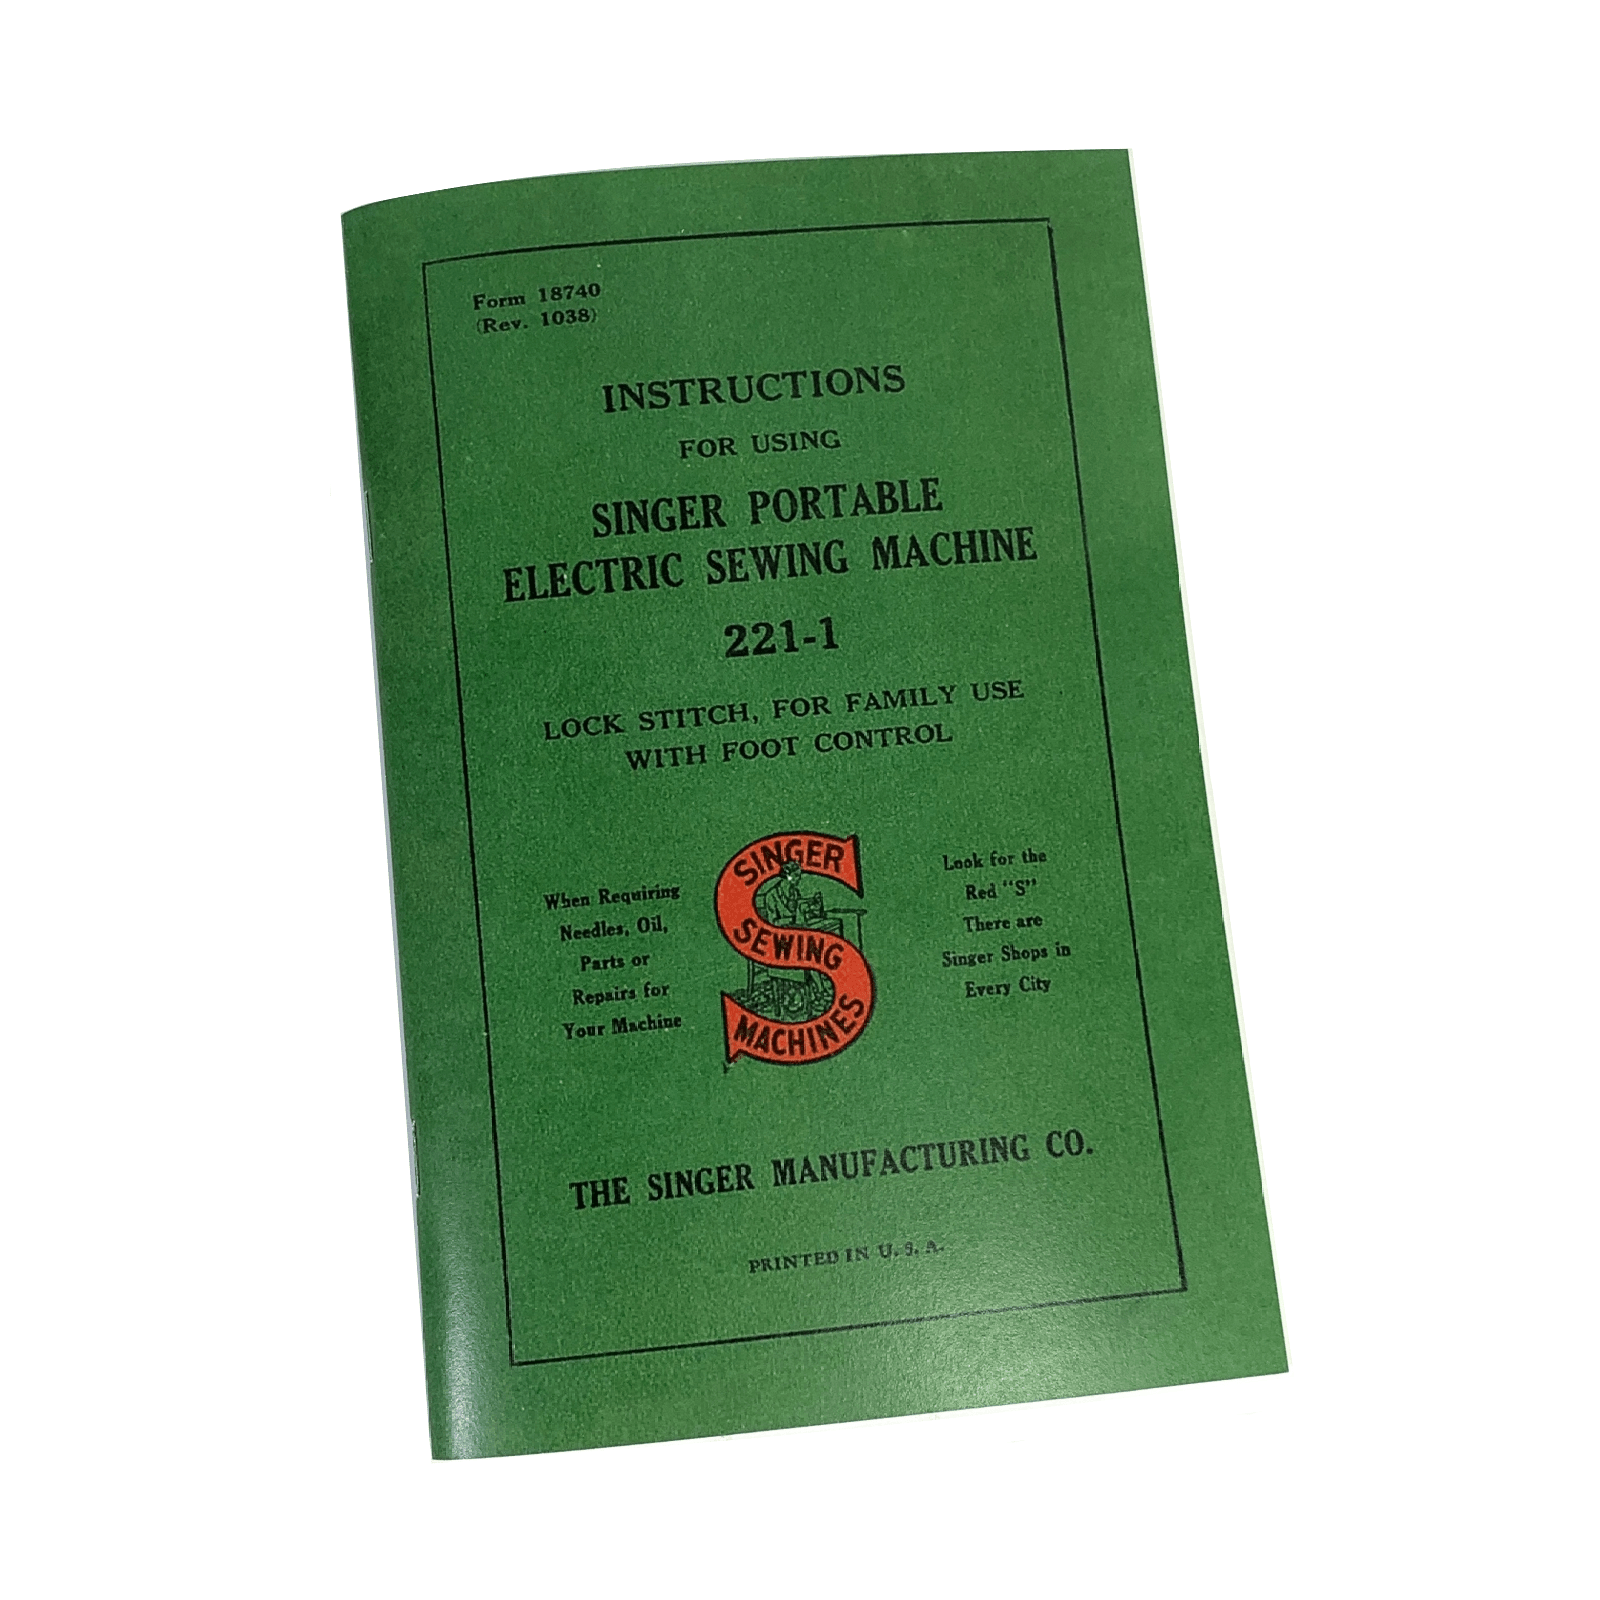 Form 18740
(Rev. 1038)
INSTRUCTIONS
FOR USING
SINGER PORTABLE
ELECTRIC SEWING MACHINE
221-1
LOCK STITCH, FOR FAMILY USE
WITH FOOT CONTROL
When Requiring
Needles, Oil,
Parts or
Repairs for
Your Machine
SINGER
SEWING
MACHINES
Look for the
Red "S"
There are
Singer Shops in
Every City
THE SINGER MANUFACTURING CO.
PRINTED IN U. S. A.